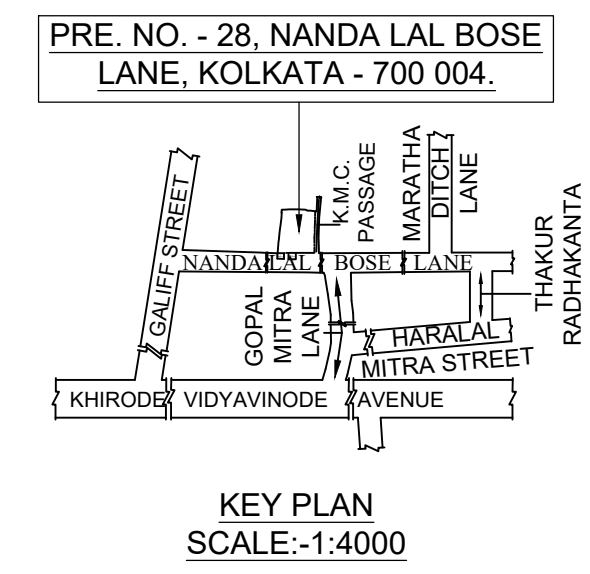 PRE. NO. - 28, NANDA LAL BOSE
LANE, KOLKATA - 700 004.
GALIFF STREET
K.M.C.
PASSAGE
MARATHA
DITCH
LANE
NANDA LAL BOSE LANE
THAKUR
RADHAKANTA
GOPAL
MITRA
LANE
HARALAL
MITRA STREET
KHIRODE VIDYAVINODE AVENUE
KEY PLAN
SCALE:-1:4000